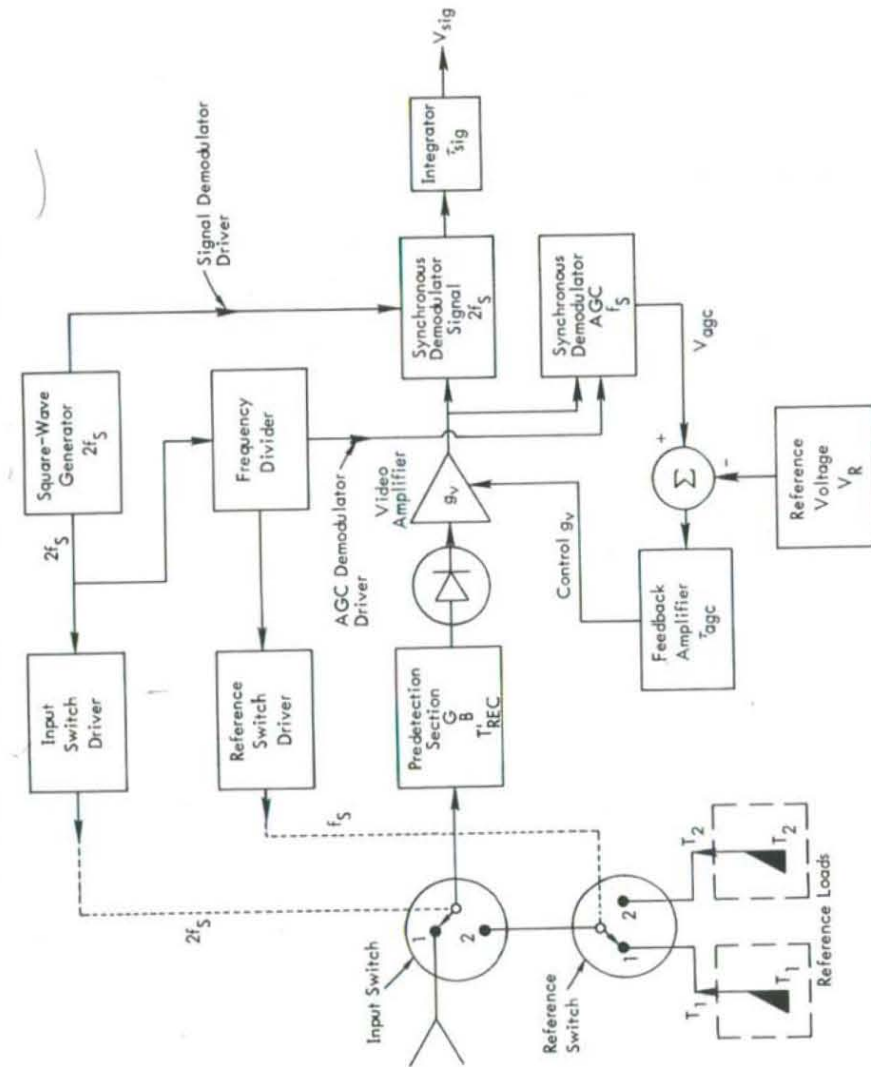 Square-Wave
Generator
2fS
2fS
Signal Demodulator
Driver
Input
Switch
Driver
Frequency
Divider
Reference
Switch
Driver
2fS
fS
AGC Demodulator
Driver
Input Switch
1
2
Predetection
Section
G
B
T'REC
Video
Amplifier
gv
Synchronous
Demodulator
Signal
2fS
Integrator
τsig
Vsig
Control gv
Synchronous
Demodulator
AGC
fS
Vagc
Reference
Switch
1
2
Feedback
Amplifier
τagc
Σ
+
-
Reference
Voltage
VR
T1
T1
T2
T2
Reference Loads